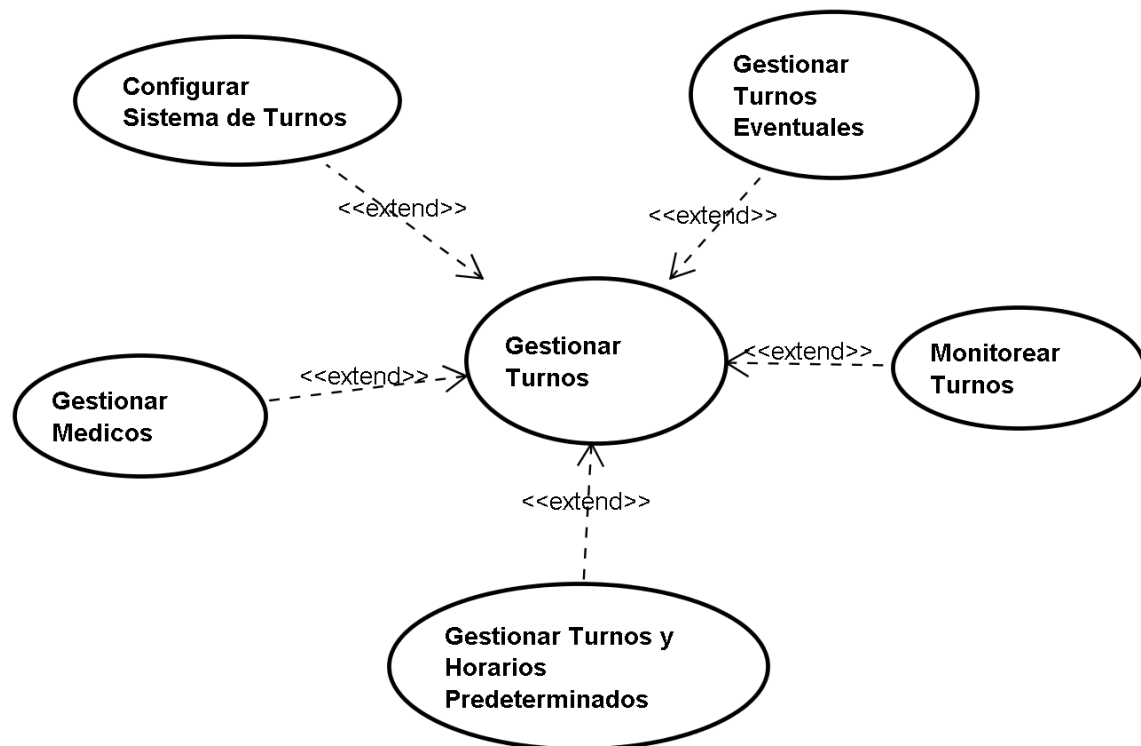 Configurar
Sistema de Turnos
Gestionar
Turnos
Eventuales
<<extend>>
<<extend>>
Gestionar
Turnos
<<extend>>
Monitorear
Turnos
<<extend>>
Gestionar
Medicos
<<extend>>
Gestionar Turnos y
Horarios
Predeterminados